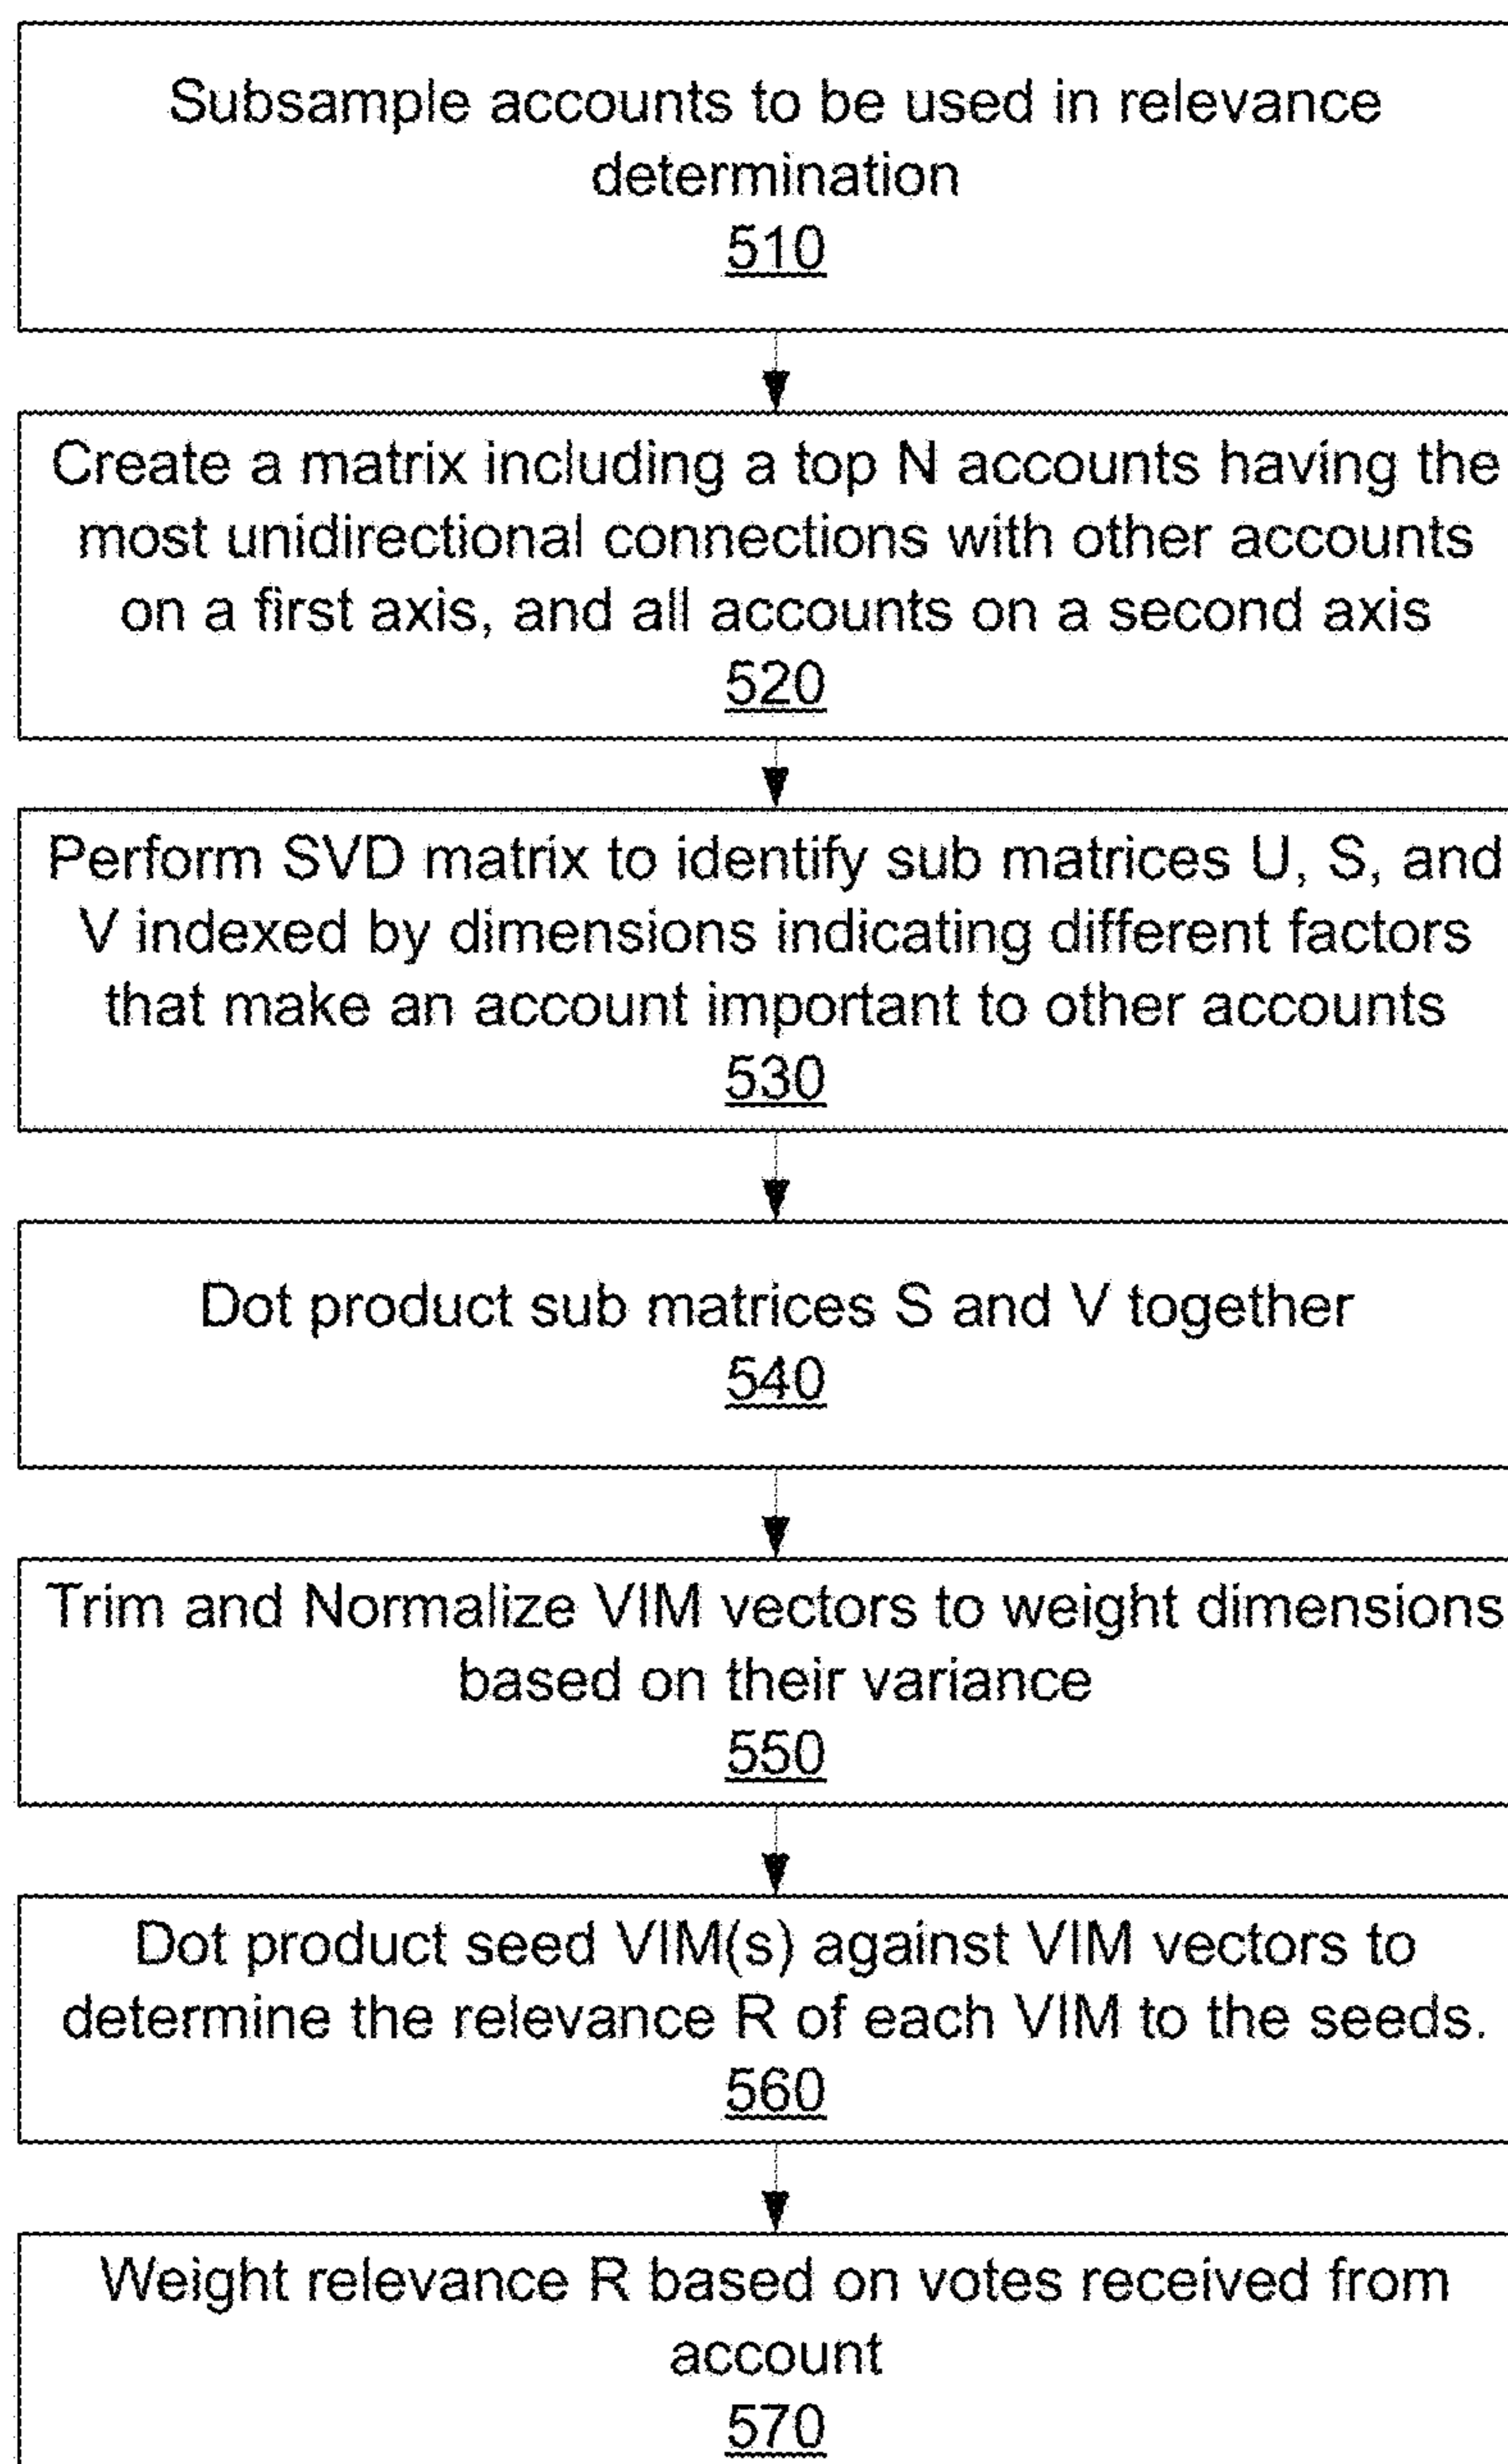 Subsample accounts to be used in relevance
determination
510
Create a matrix including a top N accounts having the
most unidirectional connections with other accounts
on a first axis, and all accounts on a second axis
520
Perform SVD matrix to identify sub matrices U, S, and
V indexed by dimensions indicating different factors
that make an account important to other accounts
530
Dot product sub matrices S and V together
540
Trim and Normalize VIM vectors to weight dimensions
based on their variance
550
Dot product seed VIM(s) against VIM vectors to
determine the relevance R of each VIM to the seeds.
560
Weight relevance R based on votes received from
account
570